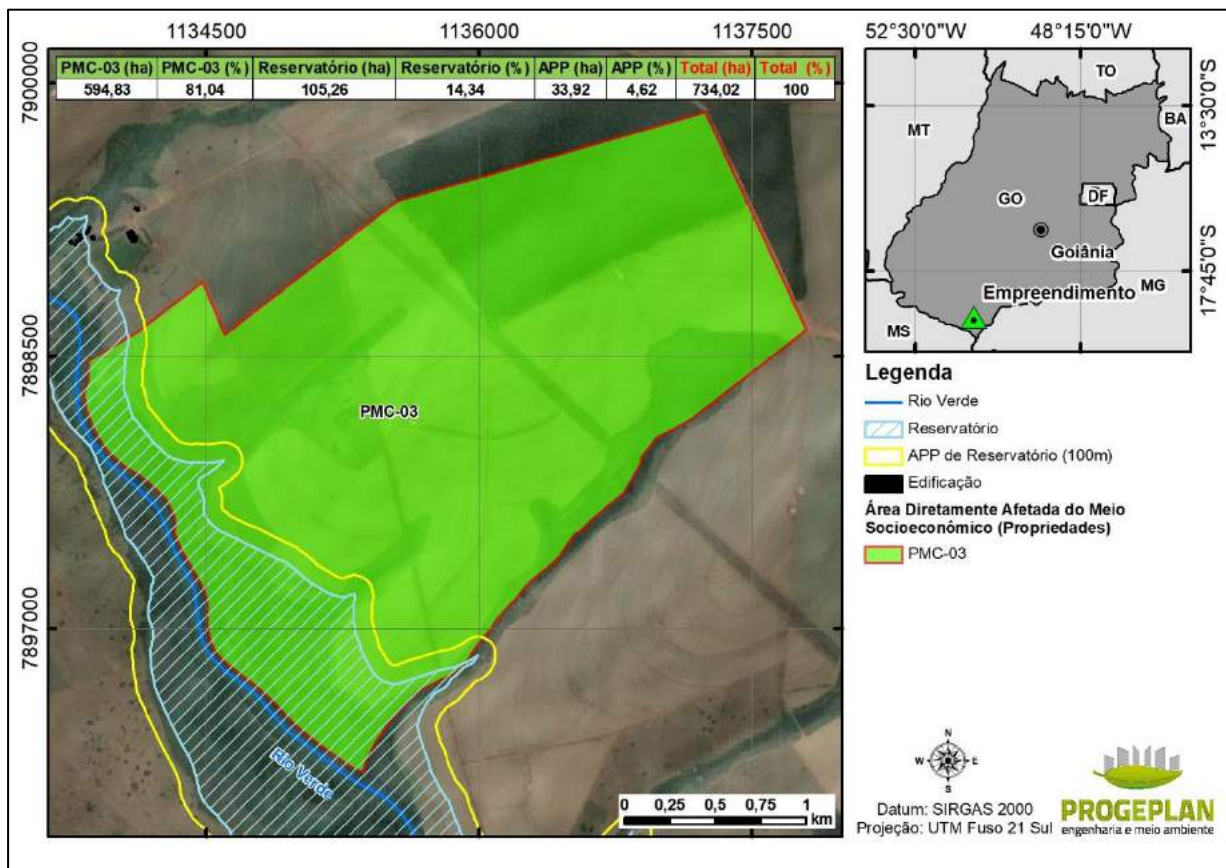 1134500 1136000 1137500
PMC-03 (ha) PMC-03 (%) Reservatório (ha) Reservatório (%) APP (ha) APP (%) Total (ha) Total (%)
594,83 81,04 105,26 14,34 33,92 4,62 734,02 100
7900000
7898500
7897000
PMC-03
Rio Verde
0 0,25 0,5 0,75 1
km
52°30'0"W 48°15'0"W
13°30'0"S
17°45'0"S
TO
MT
BA
GO
DF
Goiânia
MG
Empreendimento
MS
Legenda
Rio Verde
Reservatório
APP de Reservatório (100m)
Edificação
Área Diretamente Afetada do Meio
Socioeconômico (Propriedades)
PMC-03
N
W E
S
Datum: SIRGAS 2000
Projeção: UTM Fuso 21 Sul
PROGEPLAN
engenharia e meio ambiente